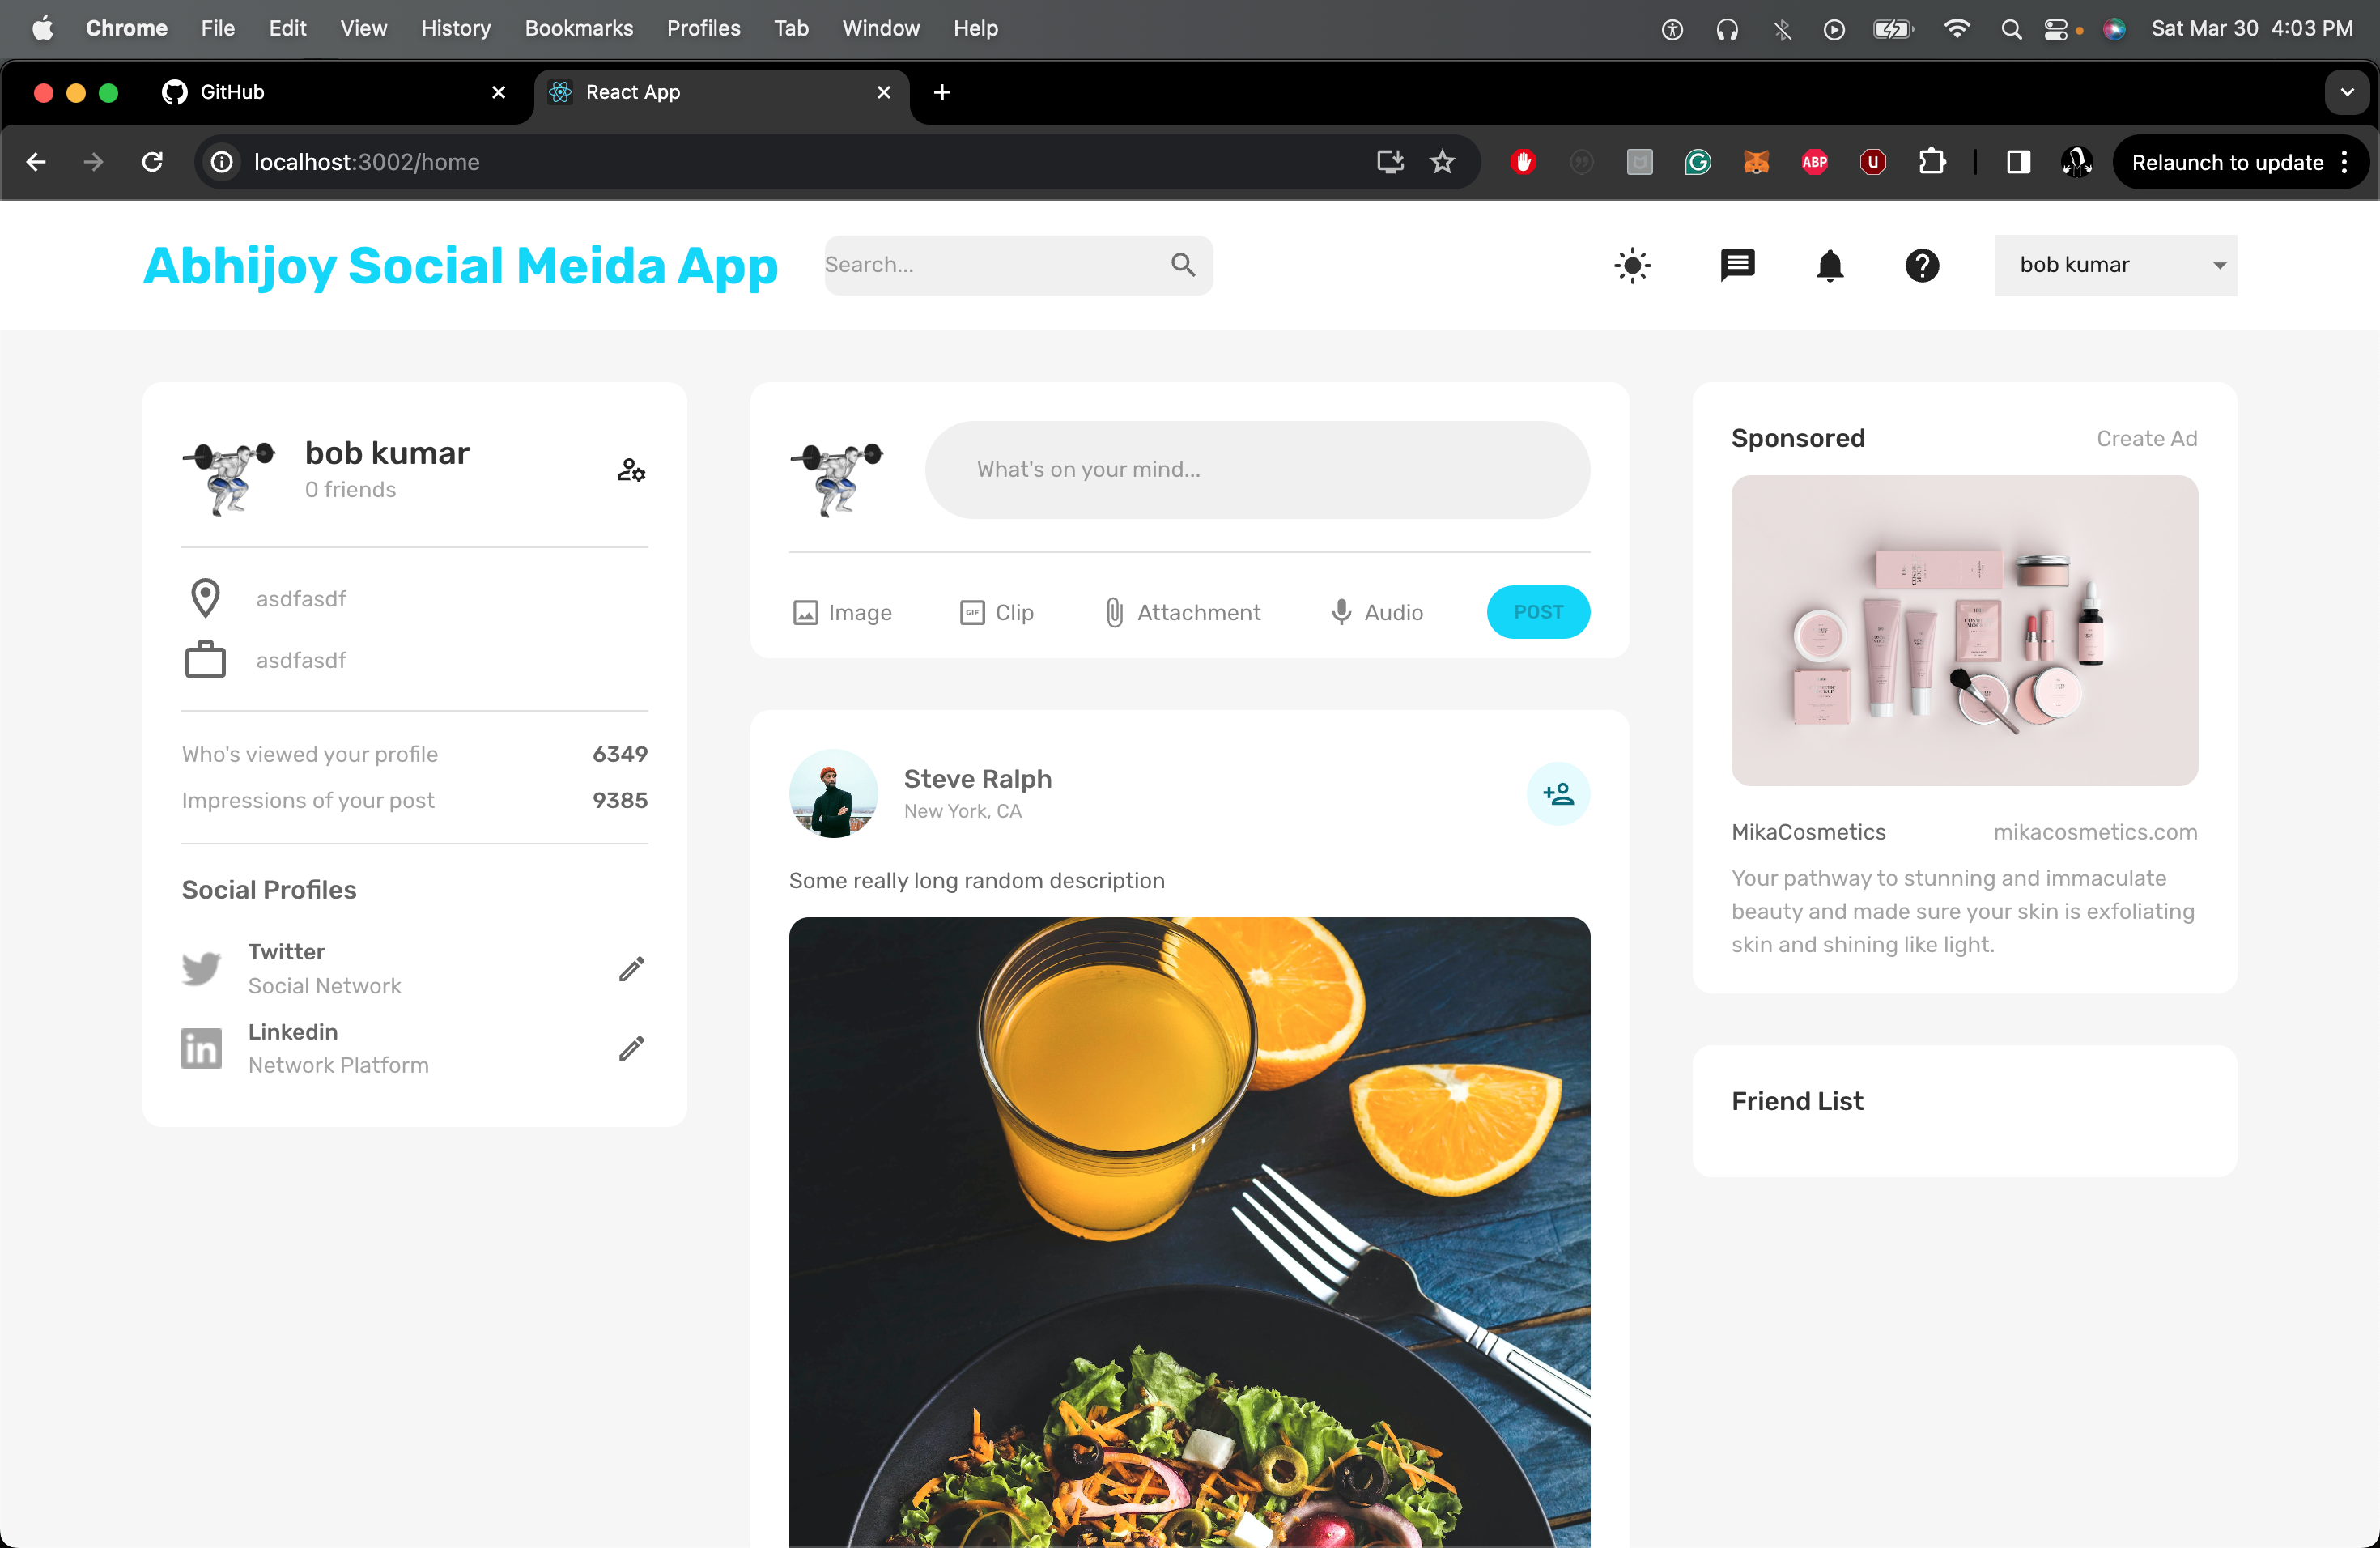 Chrome File Edit View History Bookmarks Profiles Tab Window Help Sat Mar 30 4:03 PM
GitHub React App
localhost:3002/home ABP U Relaunch to update
Abhijoy Social Meida App Search... bob kumar
bob kumar
0 friends
asdfasdf
asdfasdf
Who's viewed your profile 6349
Impressions of your post 9385
Social Profiles
Twitter
Social Network
Linkedin
Network Platform
What's on your mind...
Image GIF Clip Attachment Audio POST
Steve Ralph
New York, CA
Some really long random description
Sponsored Create Ad
MikaCosmetics mikacosmetics.com
Your pathway to stunning and immaculate
beauty and made sure your skin is exfoliating
skin and shining like light.
Friend List